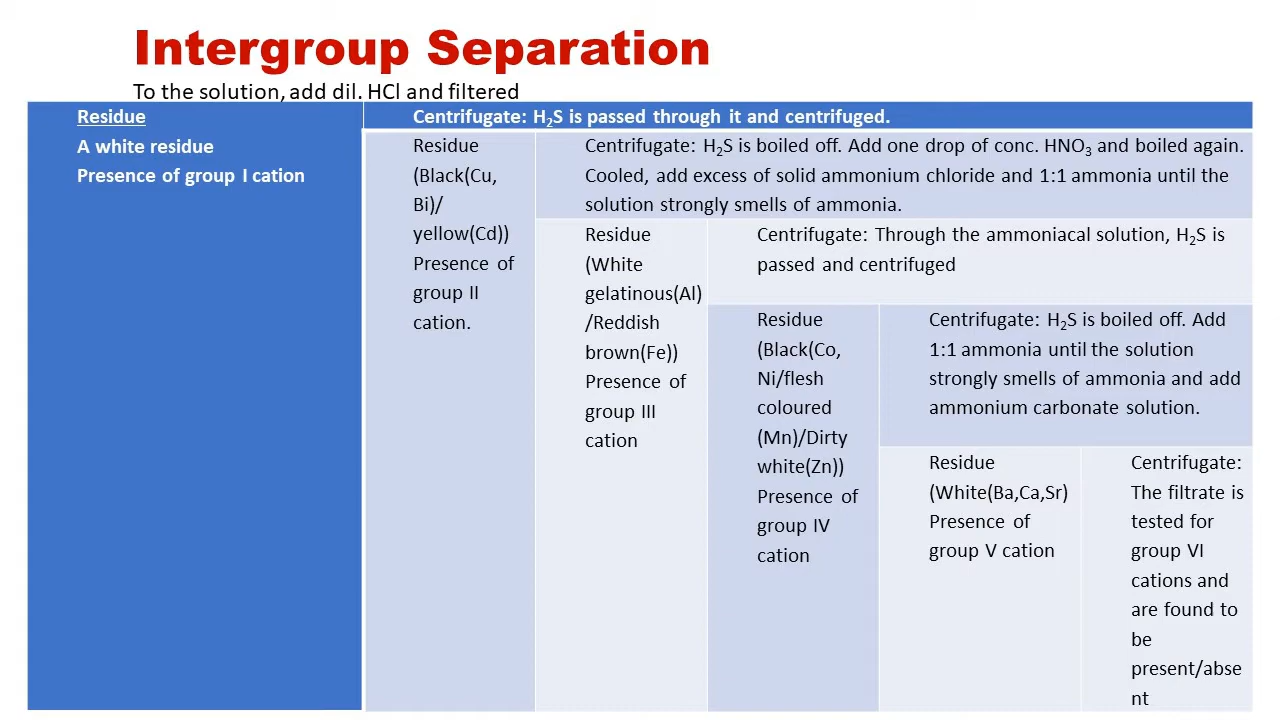 Intergroup Separation
To the solution, add dil. HCl and filtered
Residue
A white residue
Presence of group I cation
Centrifugate: H₂S is passed through it and centrifuged.
Residue
(Black(Cu,
Bi)/
yellow(Cd))
Presence of
group II
cation.
Centrifugate: H₂S is boiled off. Add one drop of conc. HNO₃ and boiled again.
Cooled, add excess of solid ammonium chloride and 1:1 ammonia until the
solution strongly smells of ammonia.
Residue
(White
gelatinous(Al)
/Reddish
brown(Fe))
Presence of
group III
cation
Centrifugate: Through the ammoniacal solution, H₂S is
passed and centrifuged
Residue
(Black(Co,
Ni/flesh
coloured
(Mn)/Dirty
white(Zn))
Presence of
group IV
cation
Centrifugate: H₂S is boiled off. Add
1:1 ammonia until the solution
strongly smells of ammonia and add
ammonium carbonate solution.
Residue
(White(Ba,Ca,Sr)
Presence of
group V cation
Centrifugate:
The filtrate is
tested for
group VI
cations and
are found to
be
present/abse
nt